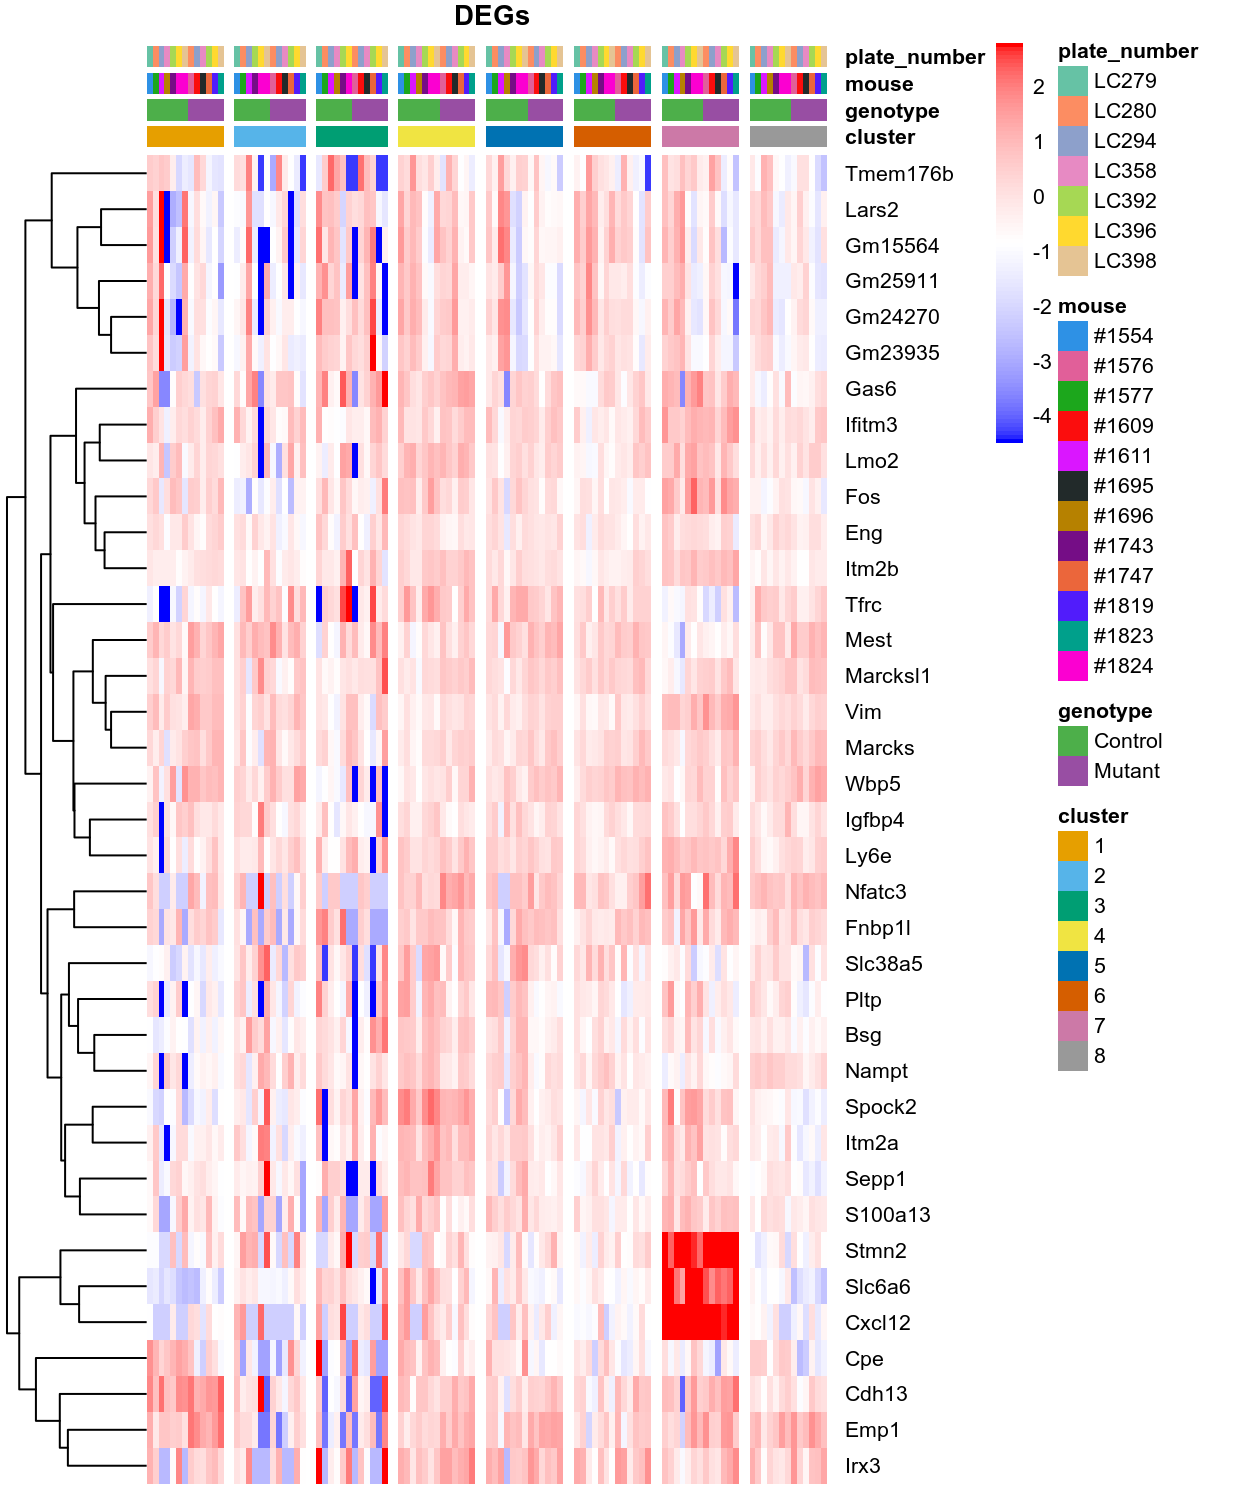 DEGs
plate_number
mouse
genotype
cluster
Tmem176b
Lars2
Gm15564
Gm25911
Gm24270
Gm23935
Gas6
Ifitm3
Lmo2
Fos
Eng
Itm2b
Tfrc
Mest
Marcksl1
Vim
Marcks
Wbp5
Igfbp4
Ly6e
Nfatc3
Fnbp1l
Slc38a5
Pltp
Bsg
Nampt
Spock2
Itm2a
Sepp1
S100a13
Stmn2
Slc6a6
Cxcl12
Cpe
Cdh13
Emp1
Irx3
2
1
0
-1
-2
-3
-4
plate_number
LC279
LC280
LC294
LC358
LC392
LC396
LC398
mouse
#1554
#1576
#1577
#1609
#1611
#1695
#1696
#1743
#1747
#1819
#1823
#1824
genotype
Control
Mutant
cluster
1
2
3
4
5
6
7
8